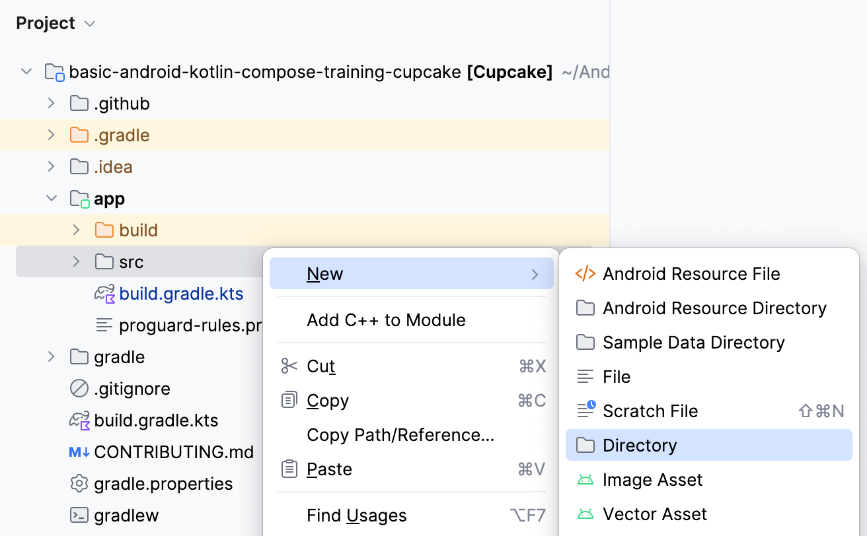 Project
basic-android-kotlin-compose-training-cupcake [Cupcake] ~/And
.github
.gradle
.idea
app
build
src
build.gradle.kts
proguard-rules.pr
gradle
.gitignore
build.gradle.kts
CONTRIBUTING.md
gradle.properties
gradlew
New
Add C++ to Module
Cut ⌘X
Copy ⌘C
Copy Path/Reference...
Paste ⌘V
Find Usages ⌥F7
Android Resource File
Android Resource Directory
Sample Data Directory
File
Scratch File ⇧⌘N
Directory
Image Asset
Vector Asset